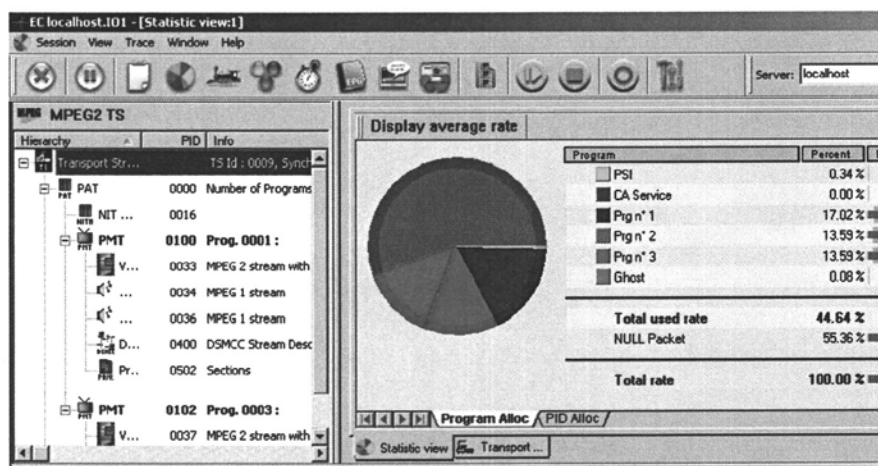 EC localhost.IO1 - [Statistic view:1]
Session View Trace Window Help
Server: localhost
MPEG2 TS
Hierarchy PID Info
Transport Str... TS Id : 0009, Synch
PAT 0000 Number of Programs
NIT ... 0016
PMT 0100 Prog. 0001 :
V... 0033 MPEG 2 stream with
... 0034 MPEG 1 stream
... 0036 MPEG 1 stream
D... 0400 DSMCC Stream Desc
Pr.. 0502 Sections
PMT 0102 Prog. 0003 :
V... 0037 MPEG 2 stream with
Display average rate
Program Percent
PSI 0.34 %
CA Service 0.00 %
Prg n° 1 17.02 %
Prg n° 2 13.59 %
Prg n° 3 13.59 %
Ghost 0.08 %
Total used rate 44.64 %
NULL Packet 55.36 %
Total rate 100.00 %
Program Alloc PID Alloc
Statistic view Transport ...